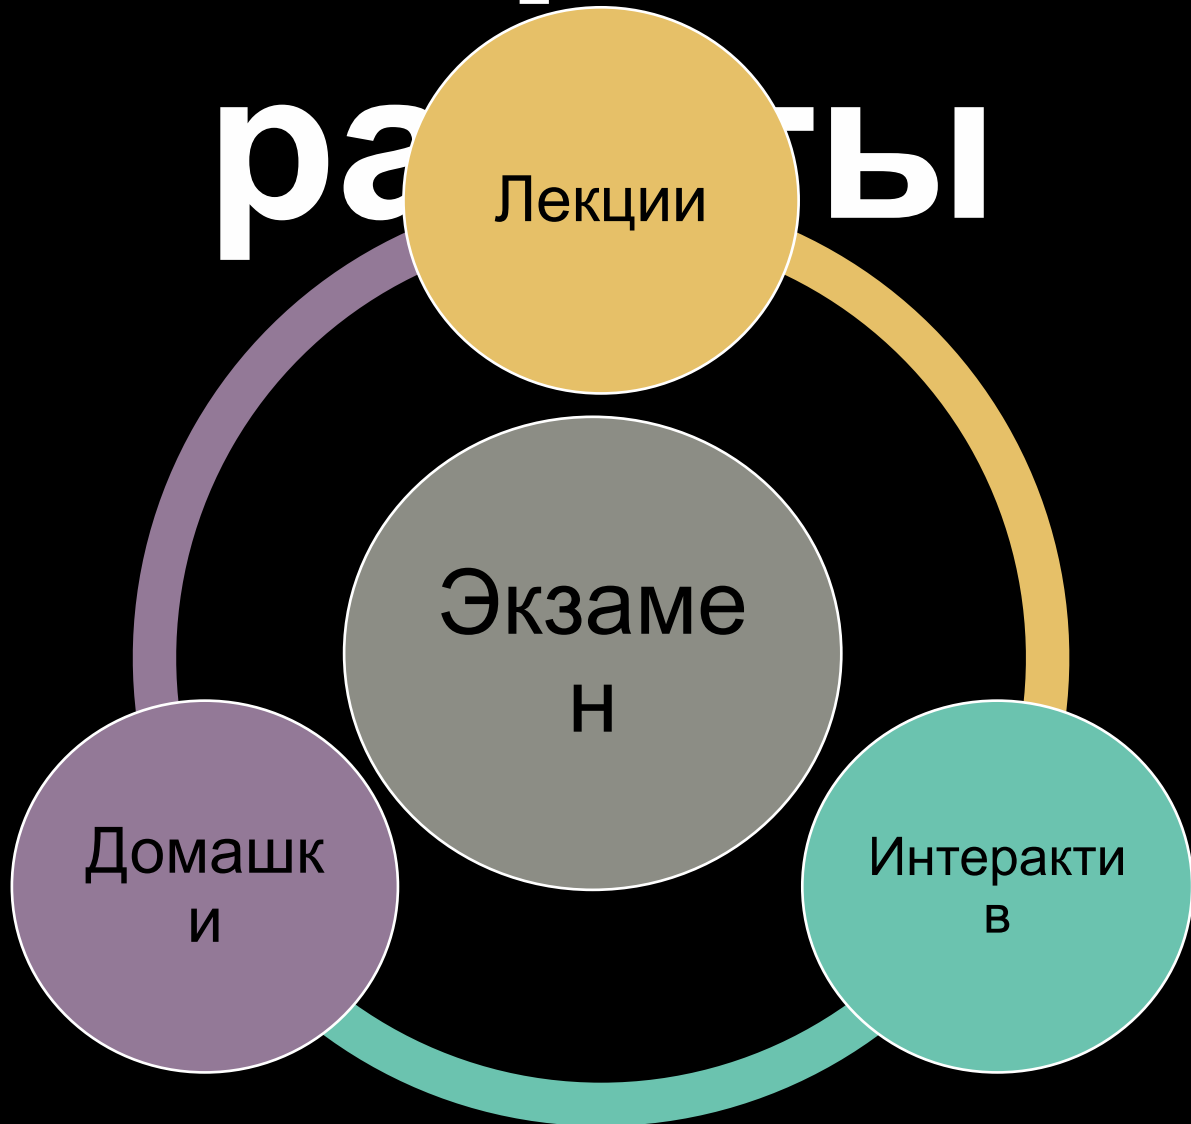 Лекции
Экзаме
н
Домашк
и
Интеракти
в